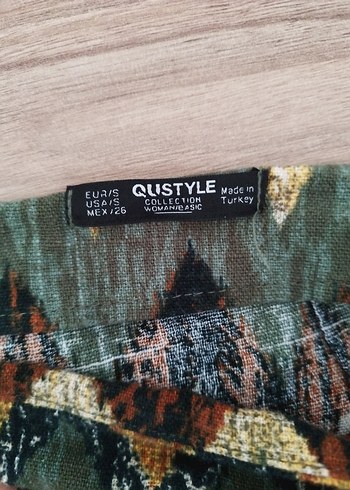 EUR/S
USA/S
MEX/26
QUSTYLE
COLLECTION
WOMAN/BASIC
Made in
Turkey